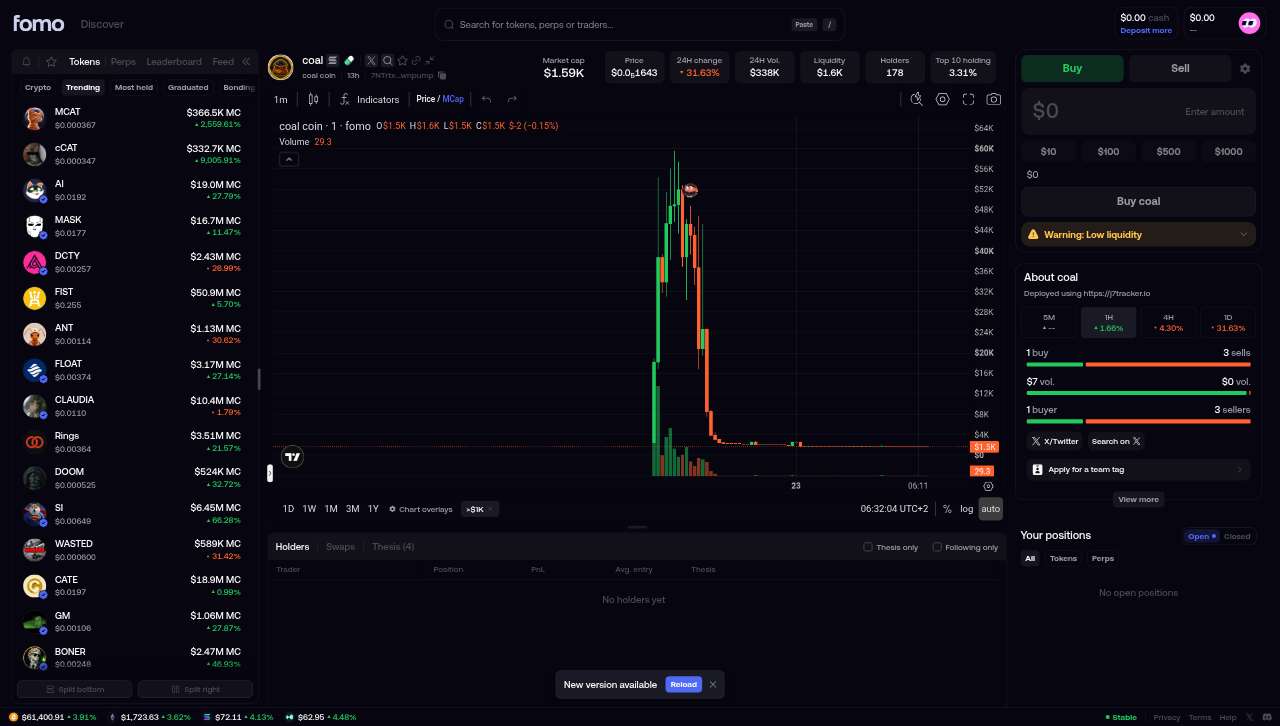 fomo Discover
Search for tokens, perps or traders... Paste /
$0.00 cash
Deposit more
$0.00
—
Tokens Perps Leaderboard Feed
Crypto Trending Most held Graduated Bonding
MCAT $366.5K MC
$0.000367 2,559.61%
cCAT $332.7K MC
$0.000347 9,005.91%
AI $19.0M MC
$0.0192 27.79%
MASK $16.7M MC
$0.0177 11.47%
DCTY $2.43M MC
$0.00257 26.99%
FIST $50.9M MC
$0.255 5.70%
ANT $1.13M MC
$0.00114 30.62%
FLOAT $3.17M MC
$0.00374 27.14%
CLAUDIA $10.4M MC
$0.0110 1.79%
Rings $3.51M MC
$0.00364 21.57%
DOOM $524K MC
$0.000525 32.72%
SI $6.45M MC
$0.00649 66.28%
WASTED $589K MC
$0.000600 31.42%
CATE $18.9M MC
$0.0197 0.99%
GM $1.06M MC
$0.00106 27.87%
BONER $2.47M MC
$0.00248 46.93%
Split bottom Split right
coal
coal coin 13h 7NTrtx...wnpump
Market cap
$1.59K
Price
$0.0₅1643
24H change
31.63%
24H Vol.
$338K
Liquidity
$1.6K
Holders
178
Top 10 holding
3.31%
1m Indicators Price / MCap
coal coin · 1 · fomo O$1.5K H$1.6K L$1.5K C$1.5K $-2 (−0.15%)
Volume 29.3
$64K
$60K
$56K
$52K
$48K
$44K
$40K
$36K
$32K
$28K
$24K
$20K
$16K
$12K
$8K
$4K
$1.5K
$0
29.3
23 06:11
1D 1W 1M 3M 1Y Chart overlays >$1K 06:32:04 UTC+2 % log auto
Holders Swaps Thesis (4) Thesis only Following only
Trader Position PnL Avg. entry Thesis
No holders yet
New version available Reload
Buy Sell
$0 Enter amount
$10 $100 $500 $1000
$0
Buy coal
Warning: Low liquidity
About coal
Deployed using https://j7tracker.io
5M 1H 4H 1D
-- 1.66% 4.30% 31.63%
1 buy 3 sells
$7 vol. $0 vol.
1 buyer 3 sellers
X/Twitter Search on X
Apply for a team tag
View more
Your positions Open Closed
All Tokens Perps
No open positions
$61,400.91 3.91% $1,723.63 3.62% $72.11 4.13% $62.95 4.48% Stable Privacy Terms Help